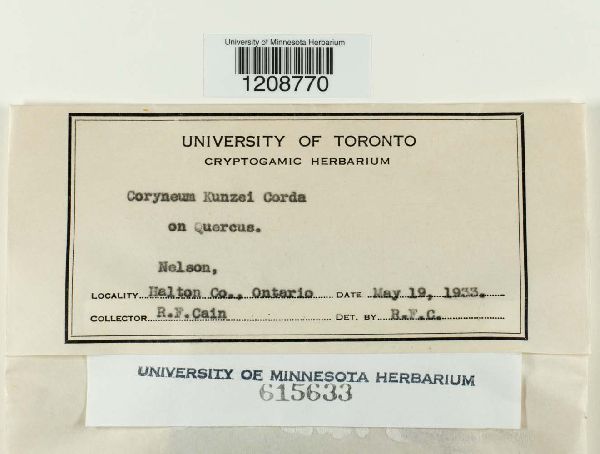 University of Minnesota Herbarium
1208770
UNIVERSITY OF TORONTO
CRYPTOGAMIC HERBARIUM
Coryneum Kunzei Corda
on Quercus.
Nelson,
LOCALITY Halton Co., Ontario DATE May 19, 1933.
COLLECTOR R.F.Cain DET. BY R.F.C.
UNIVERSITY OF MINNESOTA HERBARIUM
615633